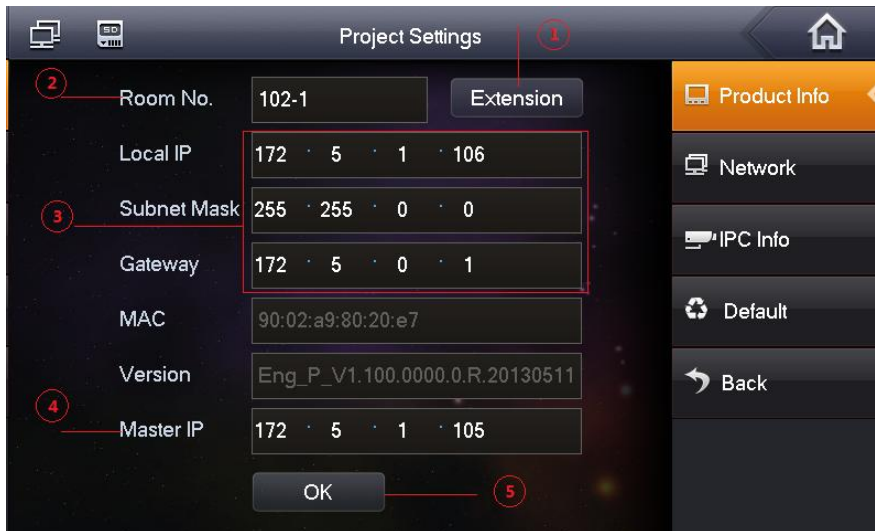 SD
Project Settings
1
2
Room No. 102-1 Extension
Local IP 172 . 5 . 1 . 106
3
Subnet Mask 255 . 255 . 0 . 0
Gateway 172 . 5 . 0 . 1
MAC 90:02:a9:80:20:e7
Version Eng_P_V1.100.0000.0.R.20130511
4
Master IP 172 . 5 . 1 . 105
OK
5
Product Info
Network
IPC Info
Default
Back